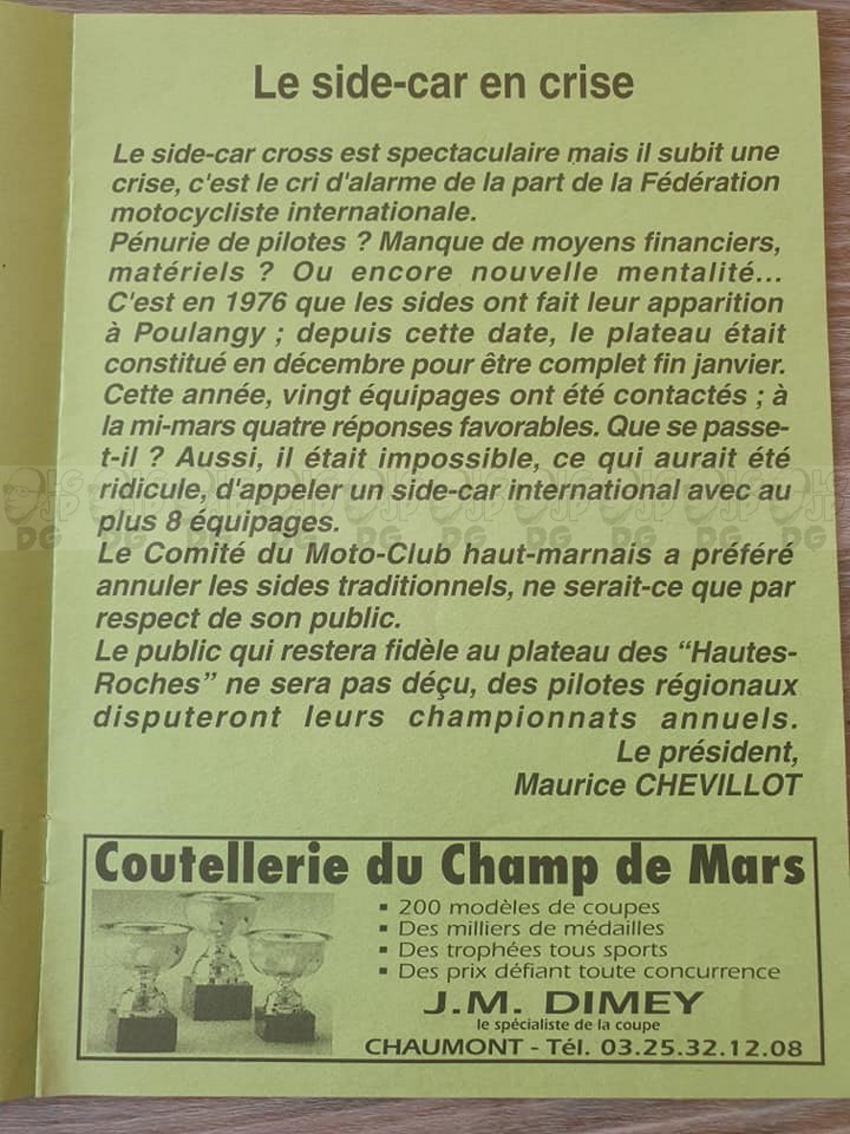 Le side-car en crise
Le side-car cross est spectaculaire mais il subit une
crise, c'est le cri d'alarme de la part de la Fédération
motocycliste internationale.
Pénurie de pilotes ? Manque de moyens financiers,
matériels ? Ou encore nouvelle mentalité...
C'est en 1976 que les sides ont fait leur apparition
à Poulangy ; depuis cette date, le plateau était
constitué en décembre pour être complet fin janvier.
Cette année, vingt équipages ont été contactés ; à
la mi-mars quatre réponses favorables. Que se passe-
t-il ? Aussi, il était impossible, ce qui aurait été
ridicule, d'appeler un side-car international avec au
plus 8 équipages.
Le Comité du Moto-Club haut-marnais a préféré
annuler les sides traditionnels, ne serait-ce que par
respect de son public.
Le public qui restera fidèle au plateau des “Hautes-
Roches” ne sera pas déçu, des pilotes régionaux
disputeront leurs championnats annuels.
Le président,
Maurice CHEVILLOT
Coutellerie du Champ de Mars
▪ 200 modèles de coupes
▪ Des milliers de médailles
▪ Des trophées tous sports
▪ Des prix défiant toute concurrence
J.M. DIMEY
le spécialiste de la coupe
CHAUMONT - Tél. 03.25.32.12.08